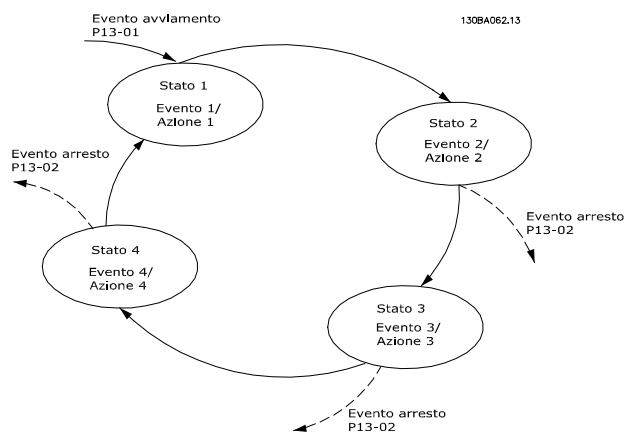 Evento avviamento
P13-01
130BA062.13
Stato 1
Evento 1/
Azione 1
Stato 2
Evento 2/
Azione 2
Evento arresto
P13-02
Evento arresto
P13-02
Stato 4
Evento 4/
Azione 4
Stato 3
Evento 3/
Azione 3
Evento arresto
P13-02